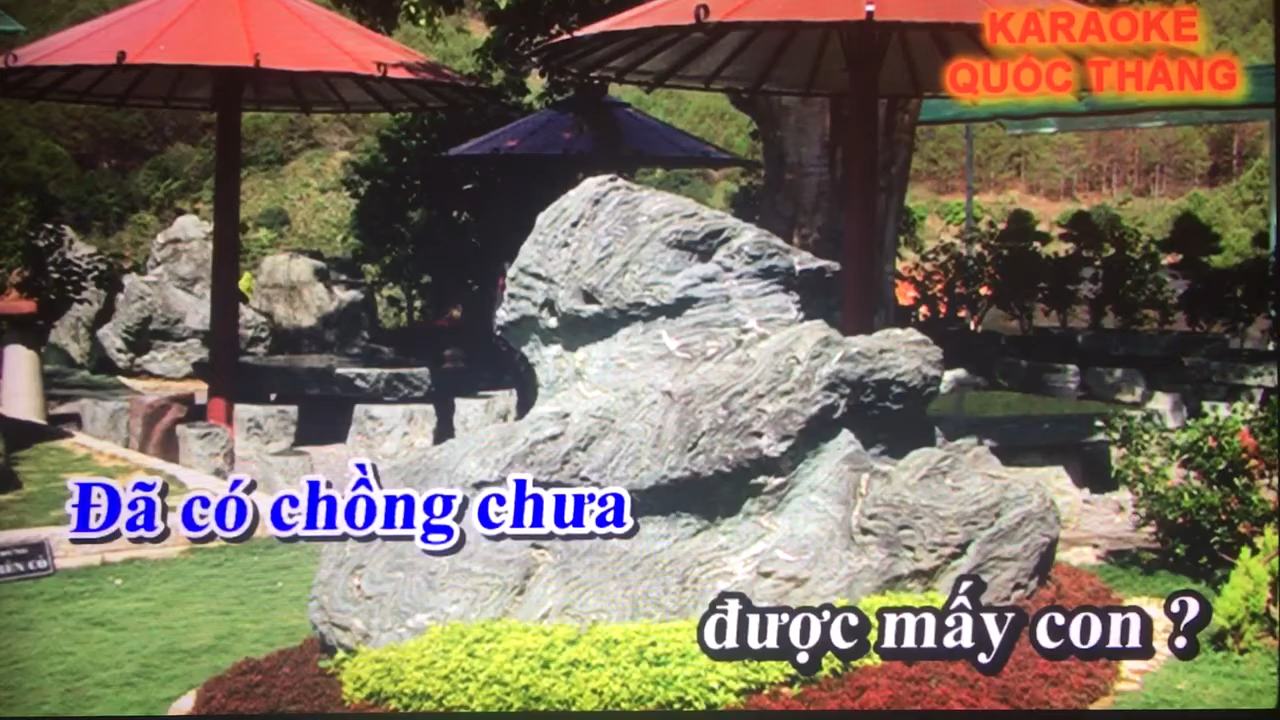 KARAOKE
QUỐC THẮNG
Đã có chồng chưa
được mấy con ?